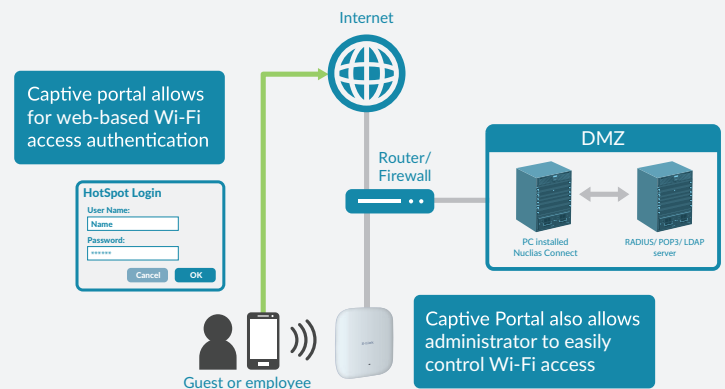 Internet
Captive portal allows
for web-based Wi-Fi
access authentication
Router/
Firewall
DMZ
PC installed
Nuclias Connect
RADIUS/ POP3/ LDAP
server
HotSpot Login
User Name:
Name
Password:
******
Cancel
OK
Captive Portal also allows
administrator to easily
control Wi-Fi access
Guest or employee